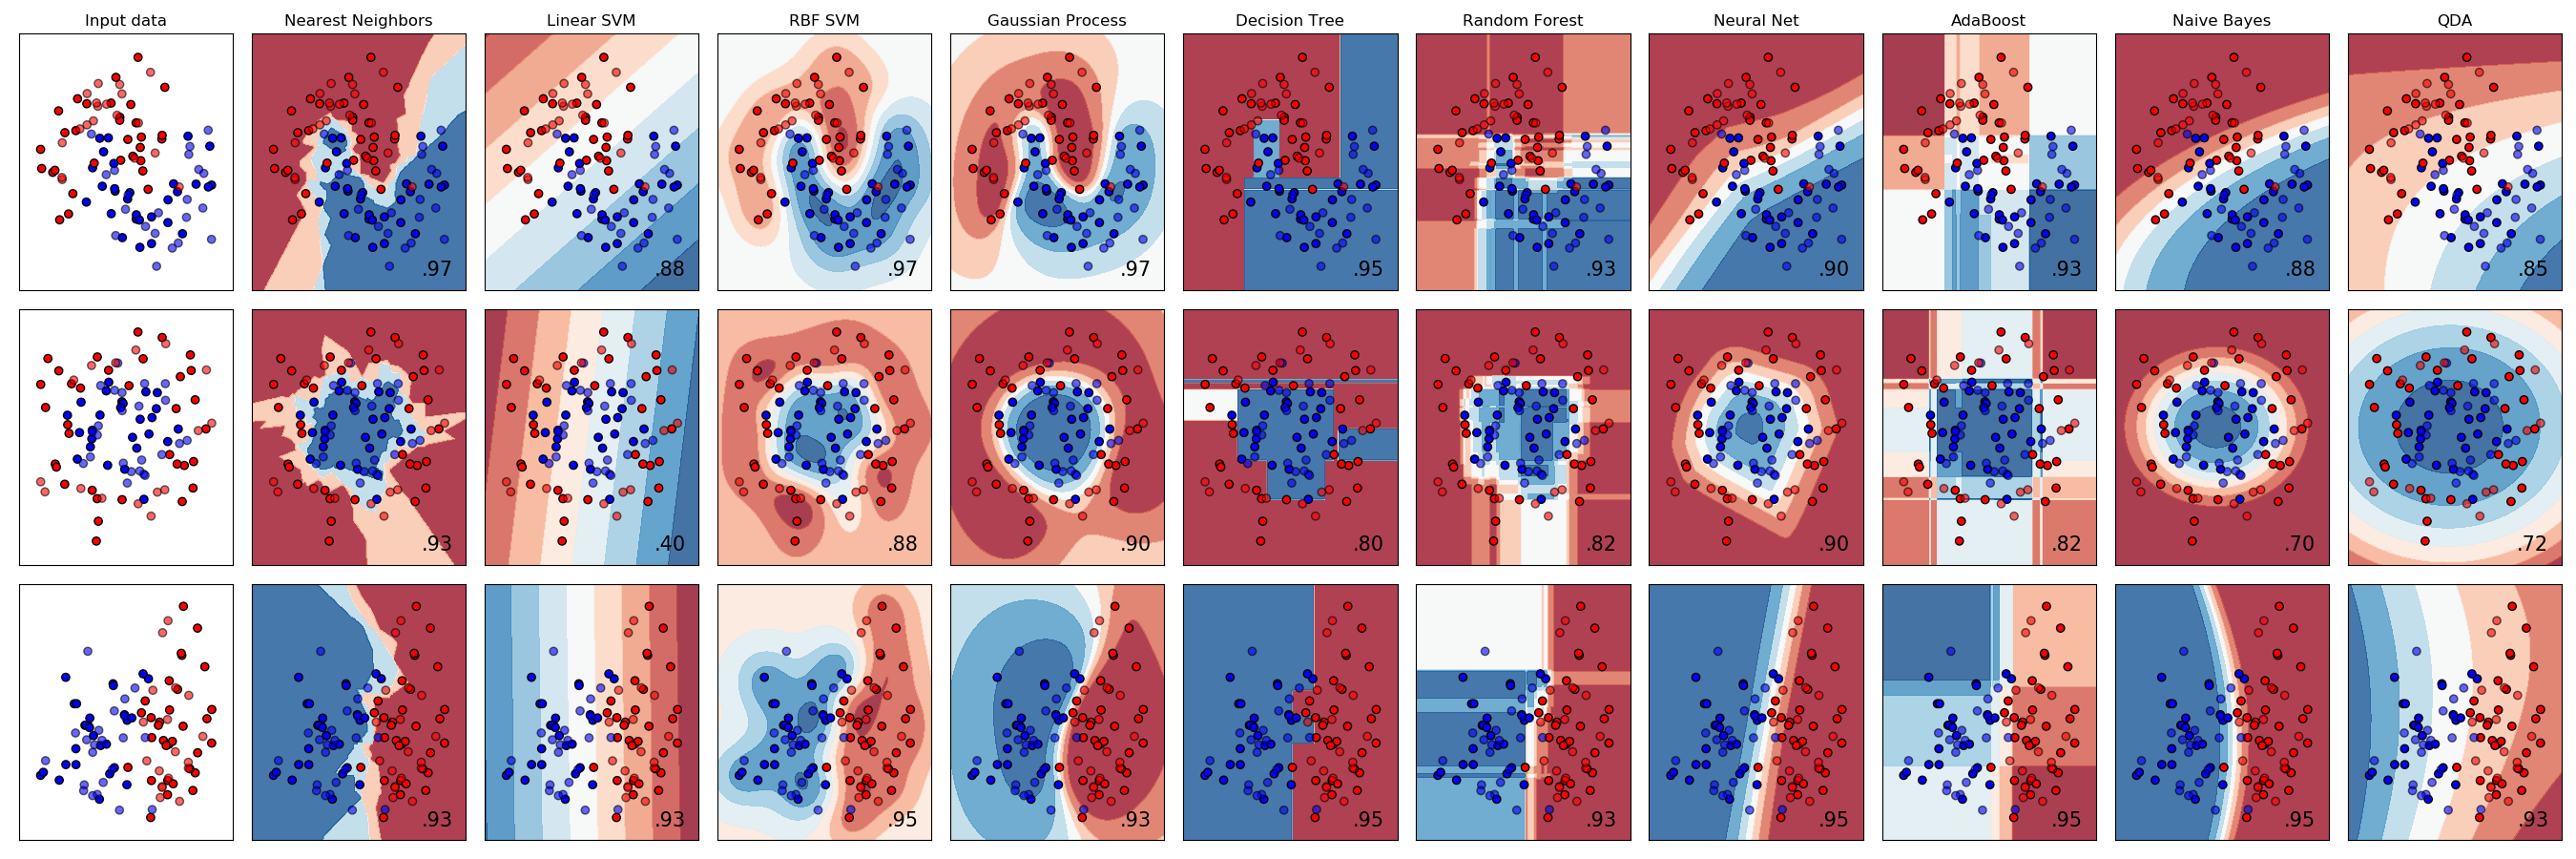 Input data Nearest Neighbors Linear SVM RBF SVM Gaussian Process Decision Tree Random Forest Neural Net AdaBoost Naive Bayes QDA
.97 .88 .97 .97 .95 .93 .90 .93 .88 .85
.93 .40 .88 .90 .80 .82 .90 .82 .70 .72
.93 .93 .95 .93 .95 .93 .95 .95 .95 .93